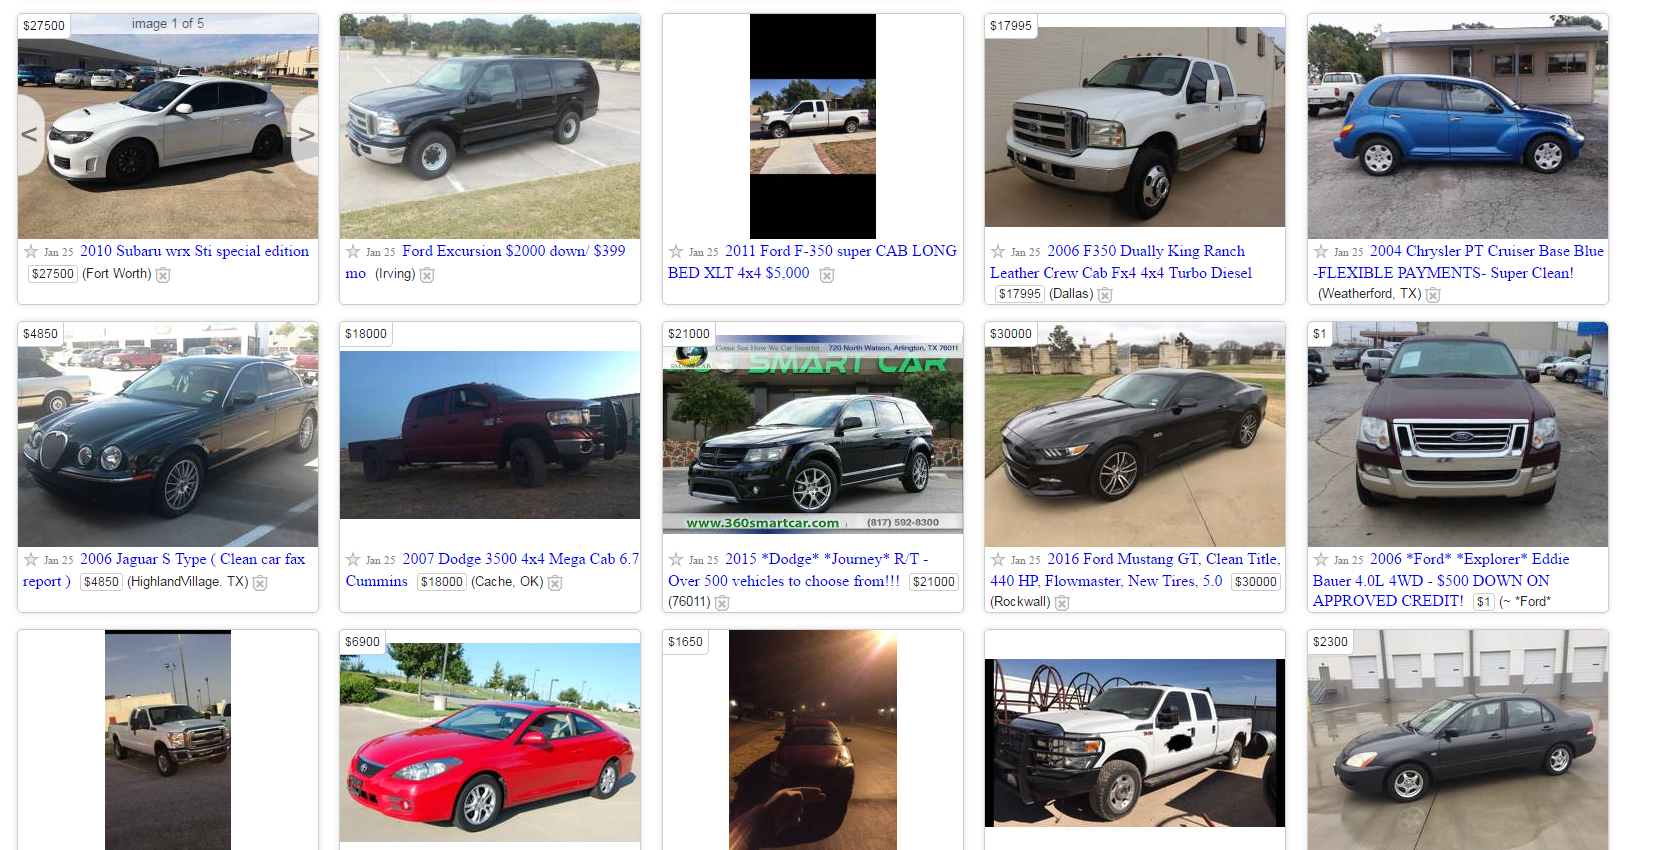 $27500
image 1 of 5
<
>
Jan 25 2010 Subaru wrx Sti special edition
$27500 (Fort Worth)
Jan 25 Ford Excursion $2000 down/ $399
mo (Irving)
Jan 25 2011 Ford F-350 super CAB LONG
BED XLT 4x4 $5,000
$17995
Jan 25 2006 F350 Dually King Ranch
Leather Crew Cab Fx4 4x4 Turbo Diesel
$17995 (Dallas)
Jan 25 2004 Chrysler PT Cruiser Base Blue
-FLEXIBLE PAYMENTS- Super Clean!
(Weatherford, TX)
$4850
Jan 25 2006 Jaguar S Type ( Clean car fax
report ) $4850 (HighlandVillage. TX)
$18000
Jan 25 2007 Dodge 3500 4x4 Mega Cab 6.7
Cummins $18000 (Cache, OK)
$21000
Come See How We Car Smarter. 720 North Watson, Arlington, TX 76011
SMART CAR
www.360smartcar.com
(817) 592-8300
Jan 25 2015 *Dodge* *Journey* R/T -
Over 500 vehicles to choose from!!! $21000
(76011)
$30000
Jan 25 2016 Ford Mustang GT, Clean Title,
440 HP, Flowmaster, New Tires, 5.0 $30000
(Rockwall)
$1
Jan 25 2006 *Ford* *Explorer* Eddie
Bauer 4.0L 4WD - $500 DOWN ON
APPROVED CREDIT! $1 (~ *Ford*
$6900
$1650
$2300